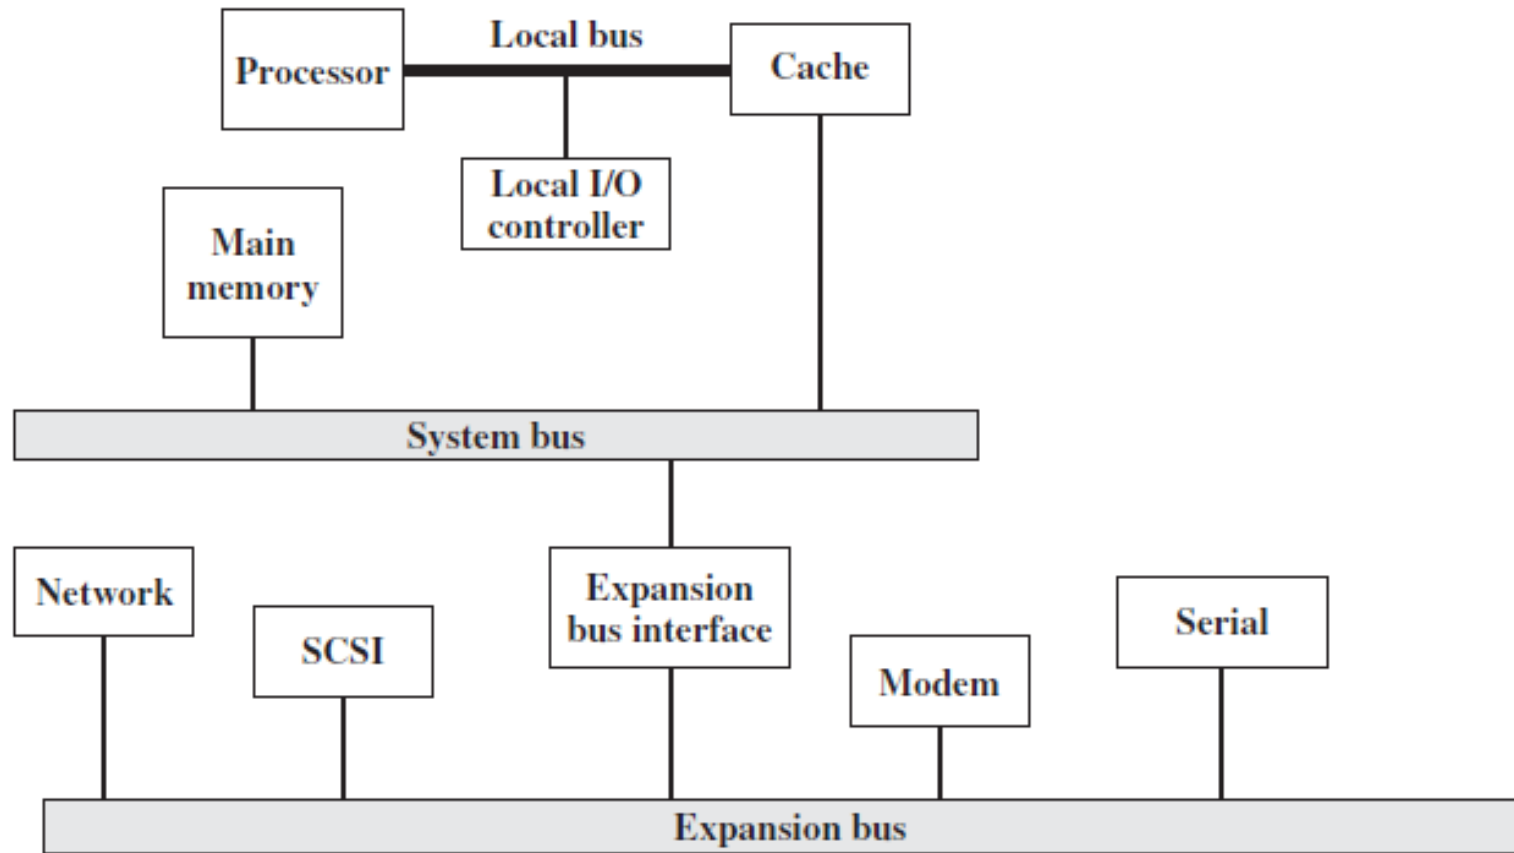 Local bus
Processor
Cache
Local I/O
controller
Main
memory
System bus
Network
SCSI
Expansion
bus interface
Modem
Serial
Expansion bus